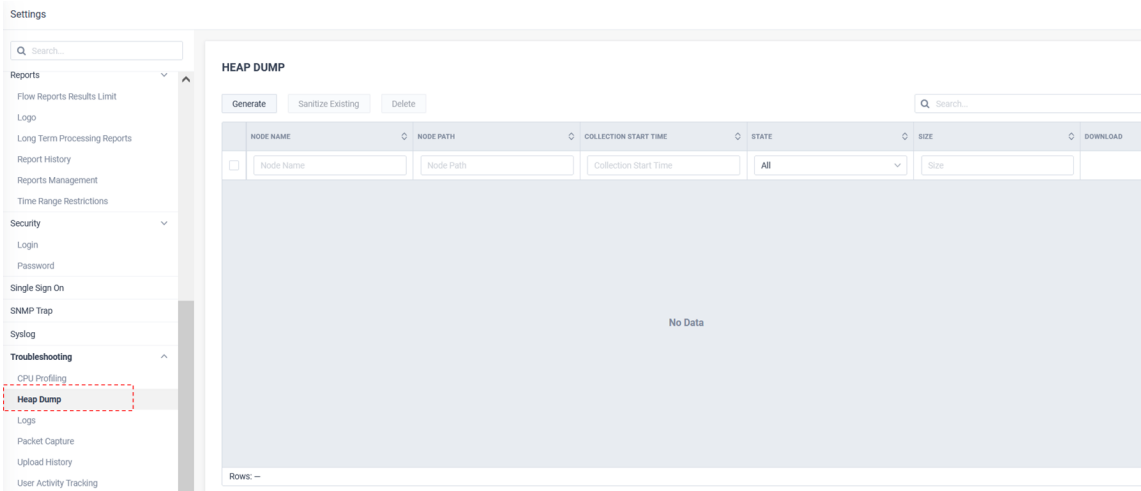 Settings
Search...
Reports
Flow Reports Results Limit
Logo
Long Term Processing Reports
Report History
Reports Management
Time Range Restrictions
Security
Login
Password
Single Sign On
SNMP Trap
Syslog
Troubleshooting
CPU Profiling
Heap Dump
Logs
Packet Capture
Upload History
User Activity Tracking
HEAP DUMP
Generate Sanitize Existing Delete Search...
NODE NAME NODE PATH COLLECTION START TIME STATE SIZE DOWNLOAD
Node Name Node Path Collection Start Time All Size
No Data
Rows: —